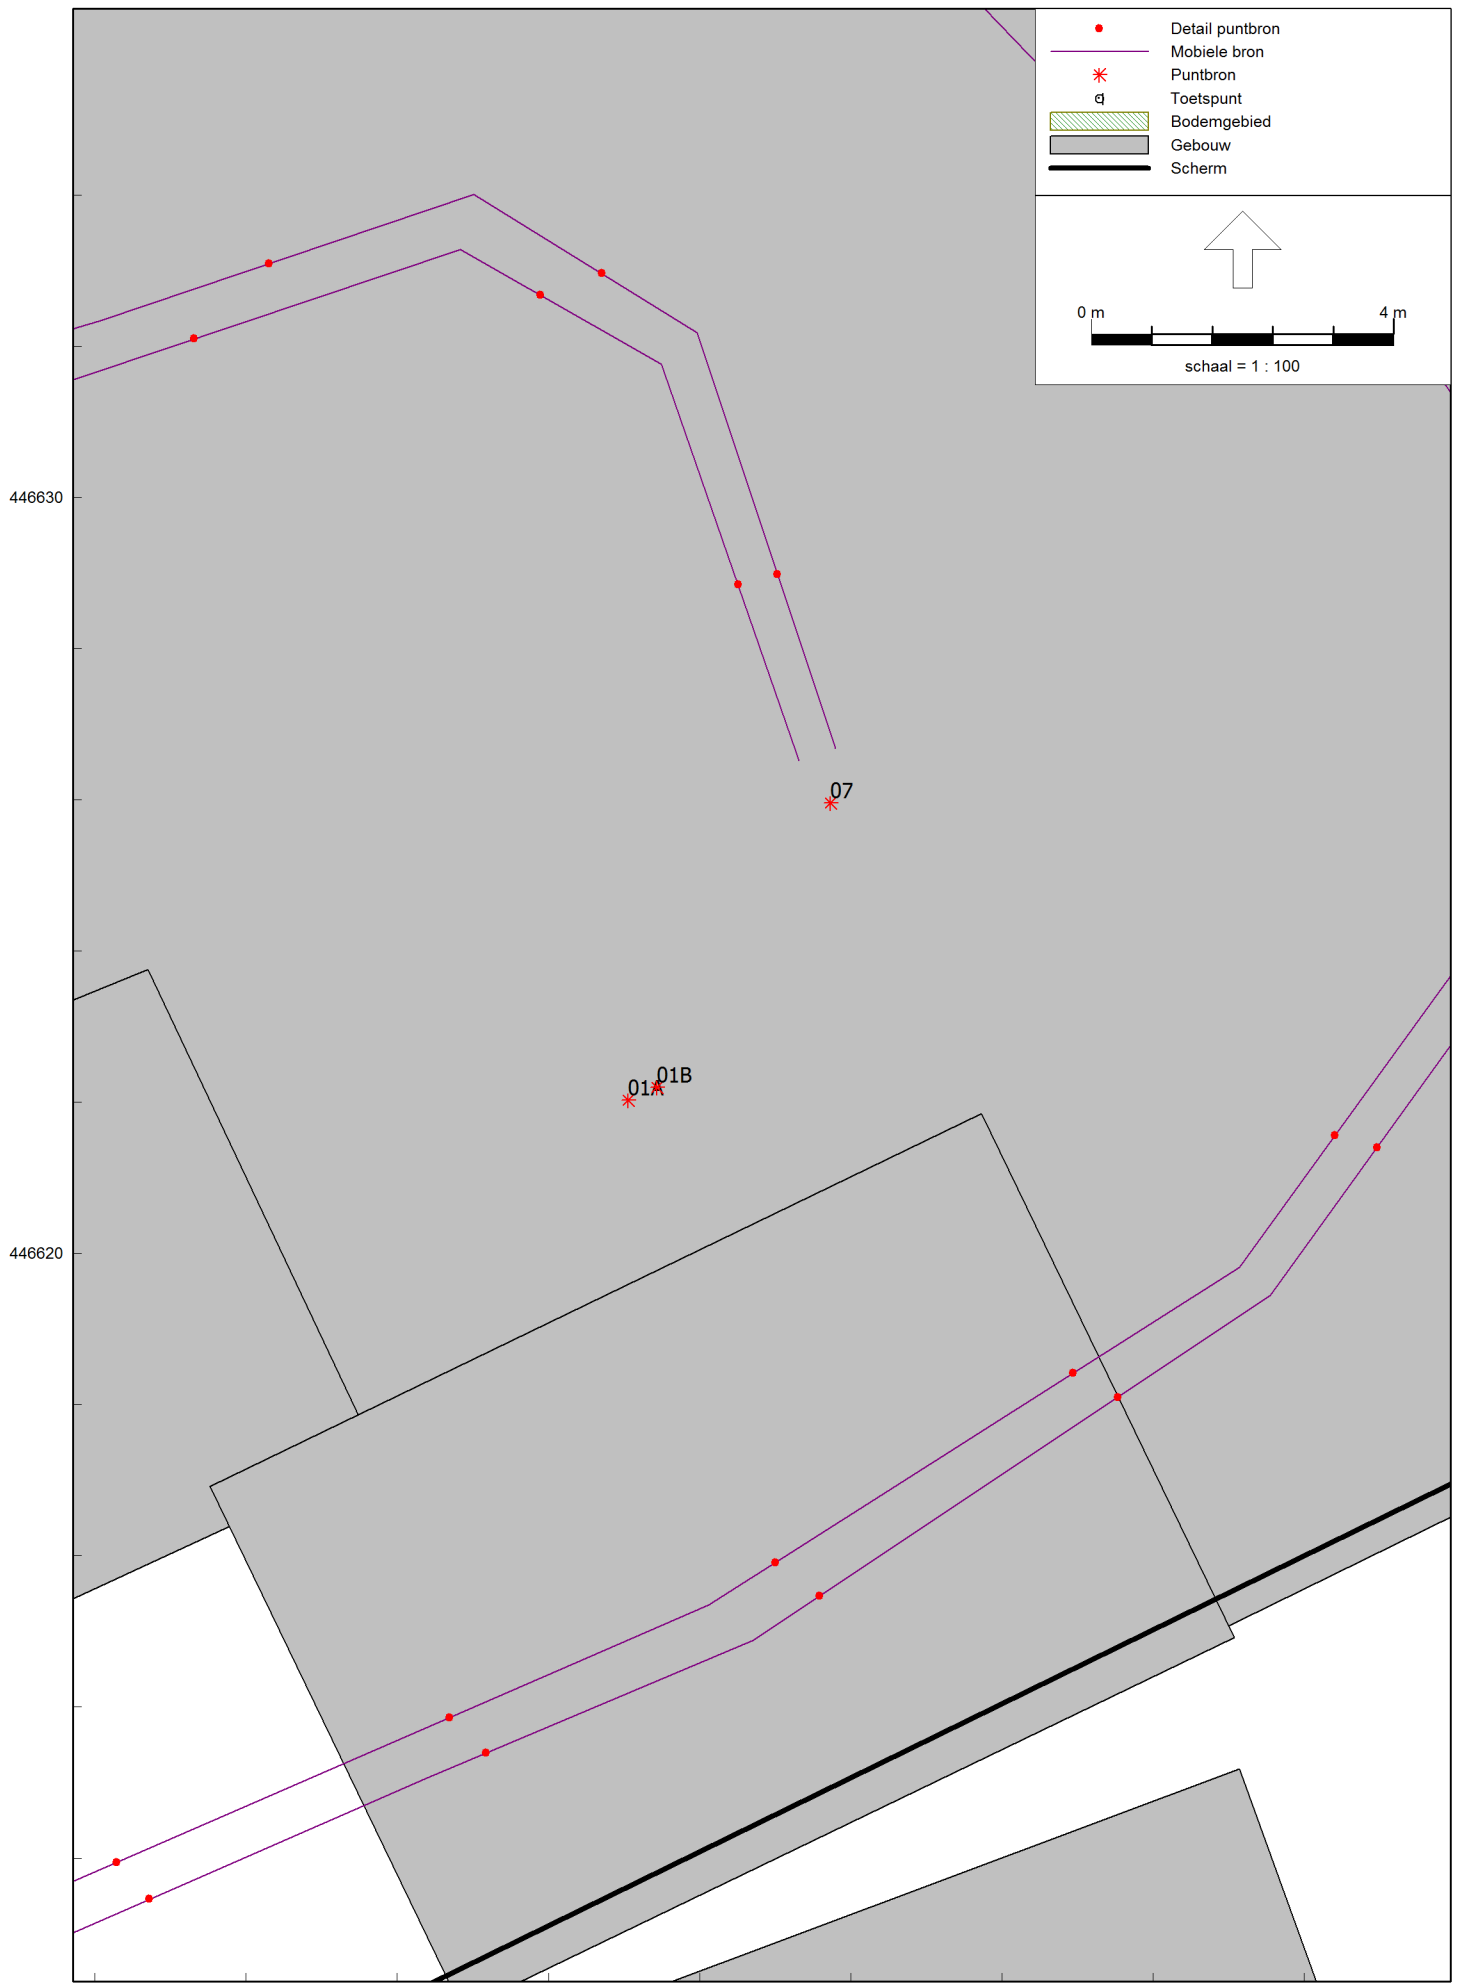 Detail puntbron
Mobiele bron
Puntbron
Toetspunt
Bodemgebied
Gebouw
Scherm
0 m 4 m
schaal = 1 : 100
446630
07
01B
01A
446620